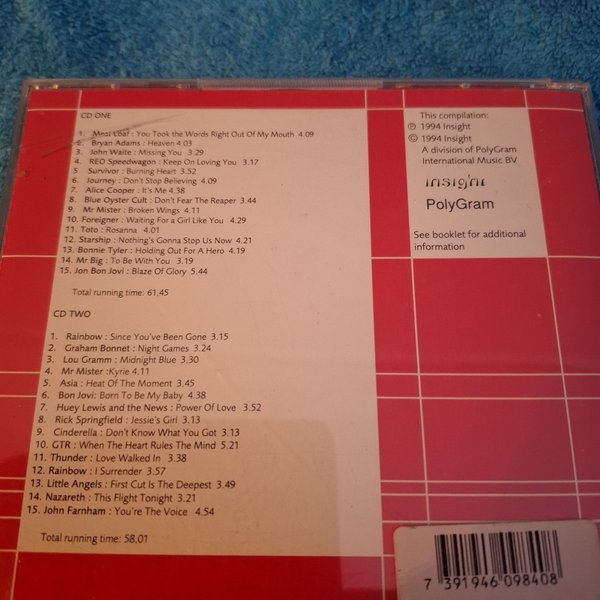 CD ONE
1. Meat Loaf : You Took the Words Right Out Of My Mouth 4.09
2. Bryan Adams : Heaven 4.03
3. John Waite : Missing You 3.29
4. REO Speedwagon : Keep On Loving You 3.17
5 Survivor : Burning Heart 3.52
6. Journey : Don't Stop Believing 4.09
7. Alice Cooper : It's Me 4.38
8. Blue Oyster Cult : Don't Fear The Reaper 3.44
9. Mr Mister : Broken Wings 4.11
10. Foreigner : Waiting For a Girl Like You 4.29
11. Toto : Rosanna 4.01
12. Starship : Nothing's Gonna Stop Us Now 4.21
13. Bonnie Tyler : Holding Out For A Hero 4.19
14. Mr Big : To Be With You 3.19
15. Jon Bon Jovi : Blaze Of Glory 5.44
Total running time: 61,45
CD TWO
1. Rainbow : Since You've Been Gone 3.15
2. Graham Bonnet : Night Games 3.24
3. Lou Gramm : Midnight Blue 3.30
4. Mr Mister : Kyrie 4.11
5. Asia : Heat Of The Moment 3.45
6. Bon Jovi: Born To Be My Baby 4.38
7. Huey Lewis and the News : Power Of Love 3.52
8. Rick Springfield : Jessie's Girl 3.13
9. Cinderella : Don't Know What You Got 3.13
10. GTR : When The Heart Rules The Mind 5.21
11. Thunder : Love Walked In 3.38
12. Rainbow : I Surrender 3.57
13. Little Angels : First Cut Is The Deepest 3.49
14. Nazareth : This Flight Tonight 3.21
15. John Farnham : You're The Voice 4.54
Total running time: 58,01
This compilation:
℗ 1994 Insight
© 1994 Insight
A division of PolyGram
International Music BV
insight
PolyGram
See booklet for additional
information
7 391946 098408